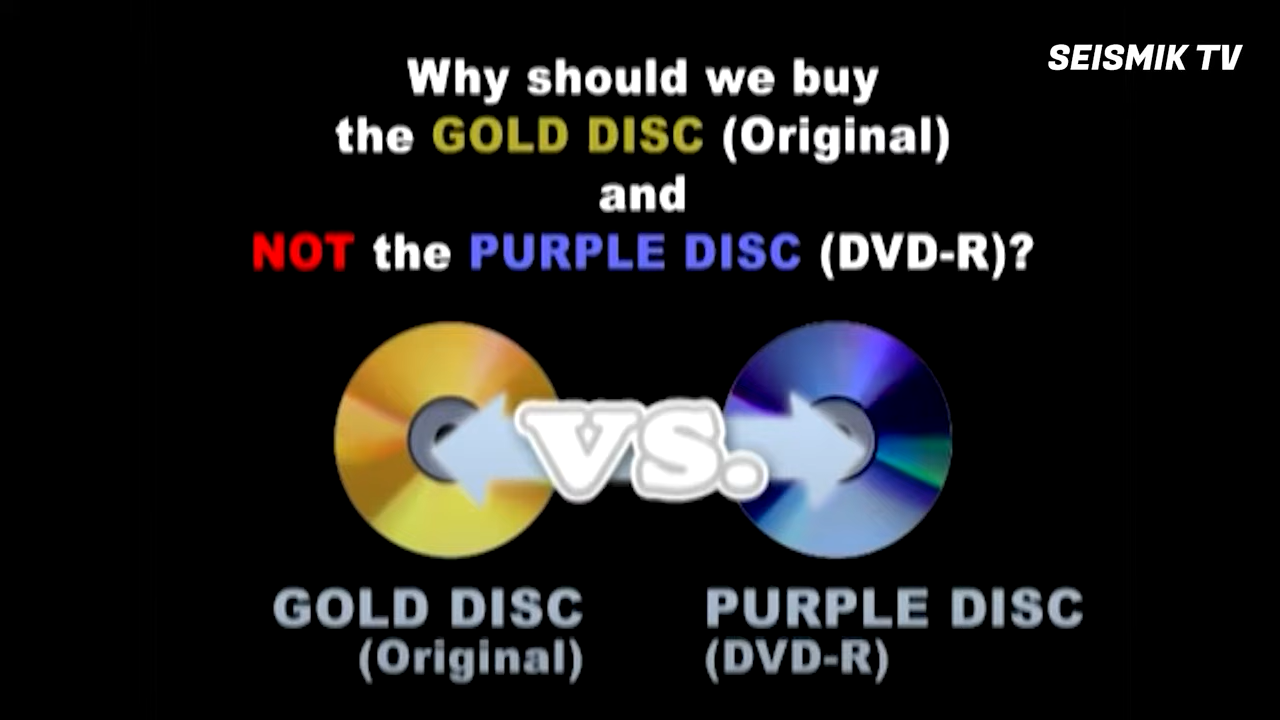 SEISMIK TV
Why should we buy
the GOLD DISC (Original)
and
NOT the PURPLE DISC (DVD-R)?
VS.
GOLD DISC
(Original)
PURPLE DISC
(DVD-R)